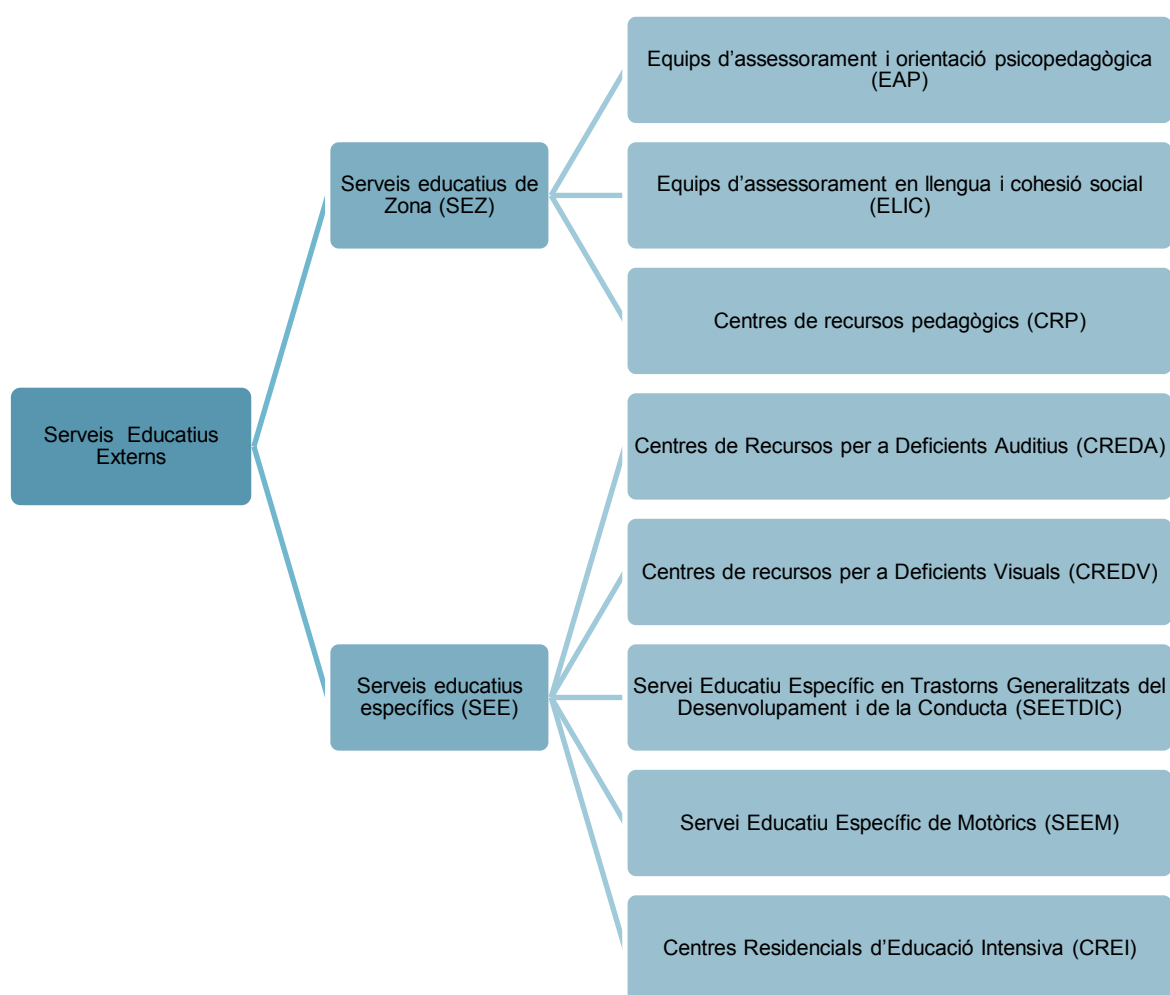 Serveis Educatius
Externs
Serveis educatius de
Zona (SEZ)
Equips d'assessorament i orientació psicopedagògica
(EAP)
Equips d'assessorament en llengua i cohesió social
(ELIC)
Centres de recursos pedagògics (CRP)
Serveis educatius
específics (SEE)
Centres de Recursos per a Deficients Auditius (CREDA)
Centres de recursos per a Deficients Visuals (CREDV)
Servei Educatiu Específic en Trastorns Generalitzats del
Desenvolupament i de la Conducta (SEETDIC)
Servei Educatiu Específic de Motòrics (SEEM)
Centres Residencials d'Educació Intensiva (CREI)